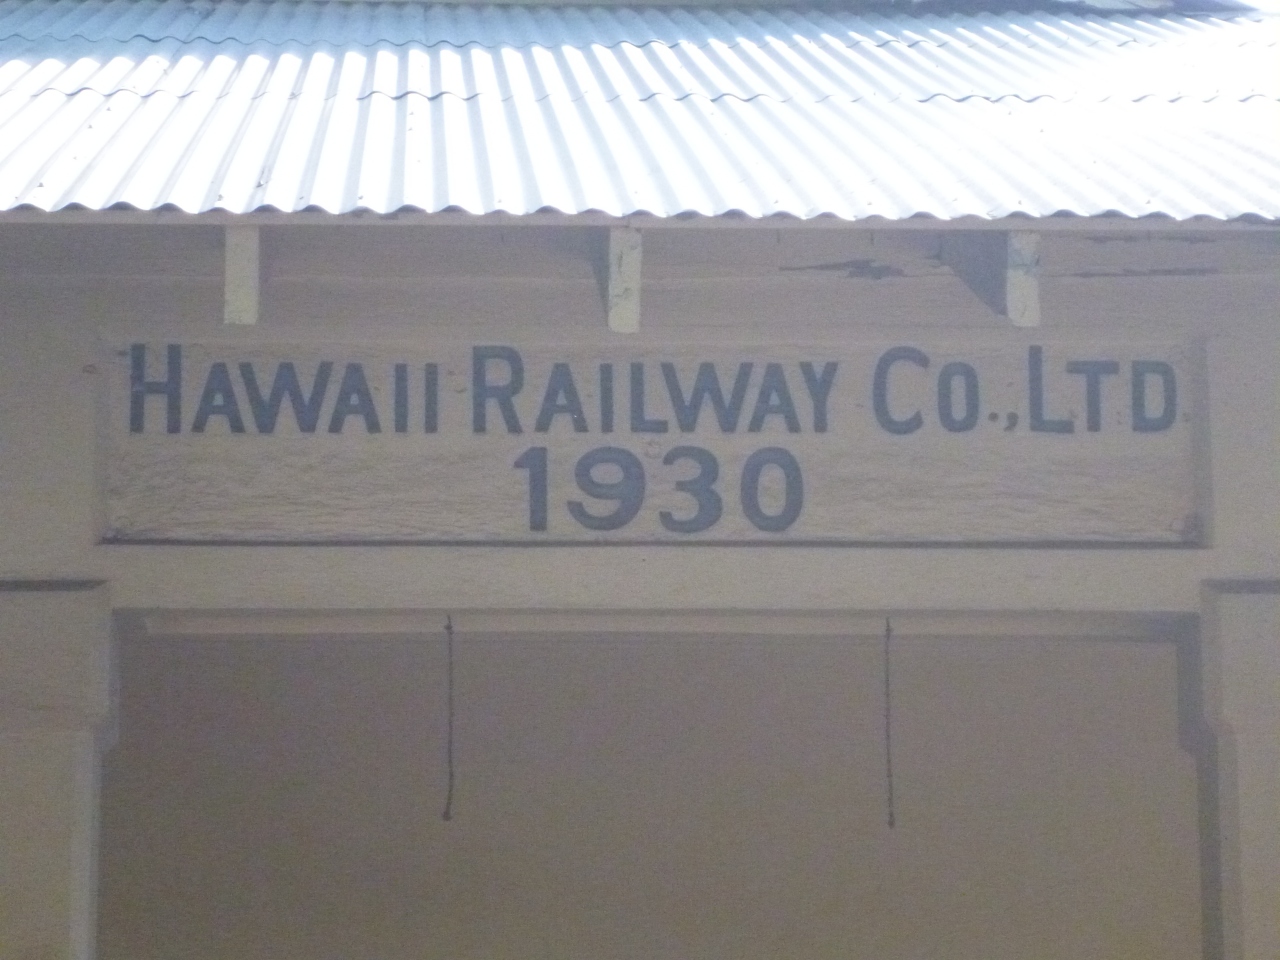 HAWAII RAILWAY CO., LTD
1930